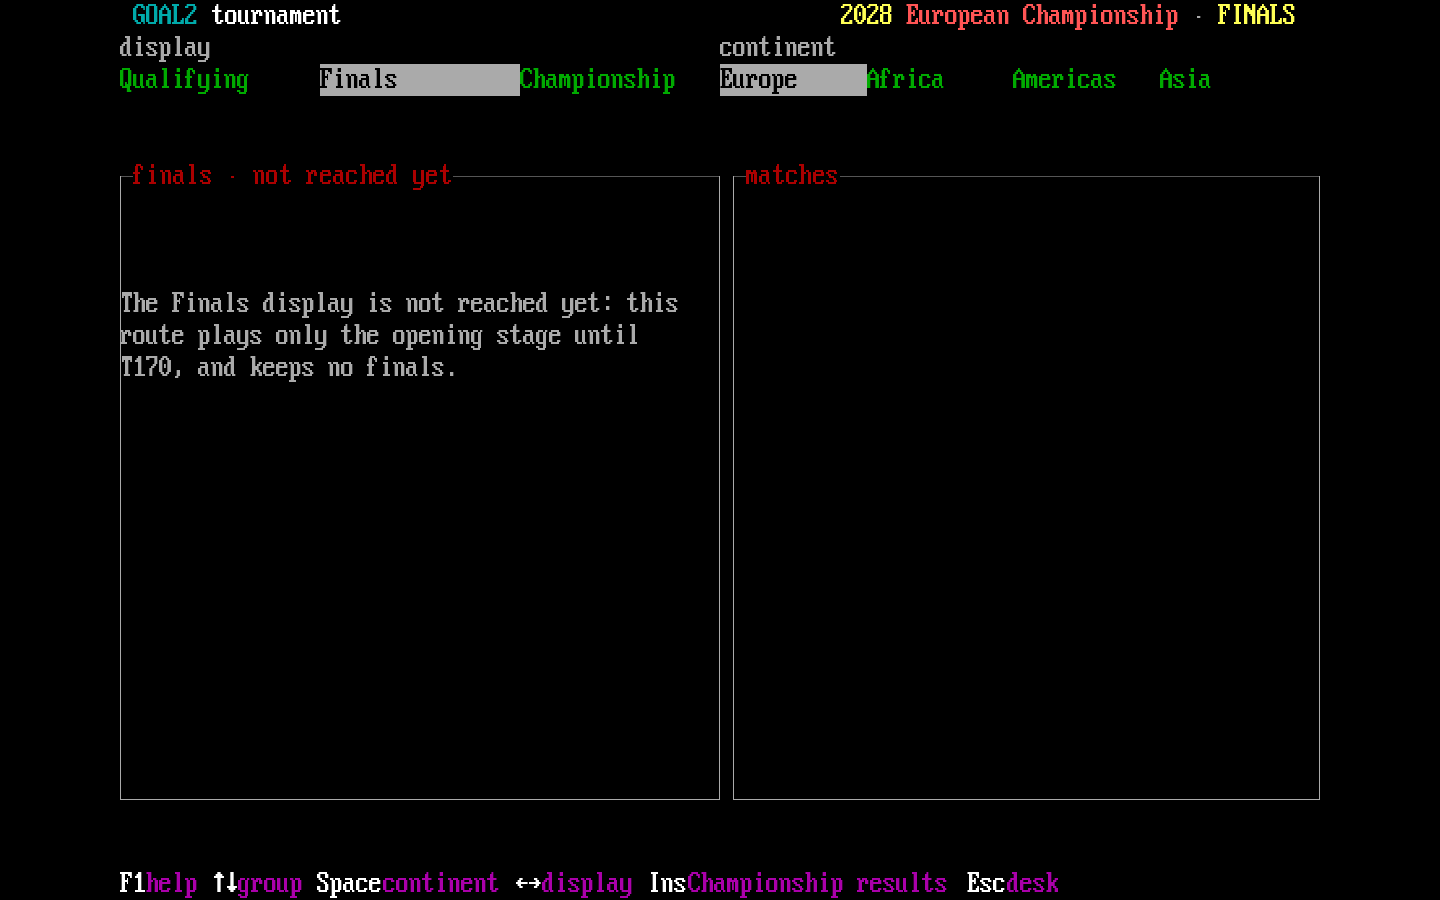 GOAL2 tournament 2028 European Championship · FINALS
display continent
Qualifying Finals Championship Europe Africa Americas Asia
finals · not reached yet matches
The Finals display is not reached yet: this
route plays only the opening stage until
T170, and keeps no finals.
F1help ↑↓group Spacecontinent ↔display InsChampionship results Escdesk